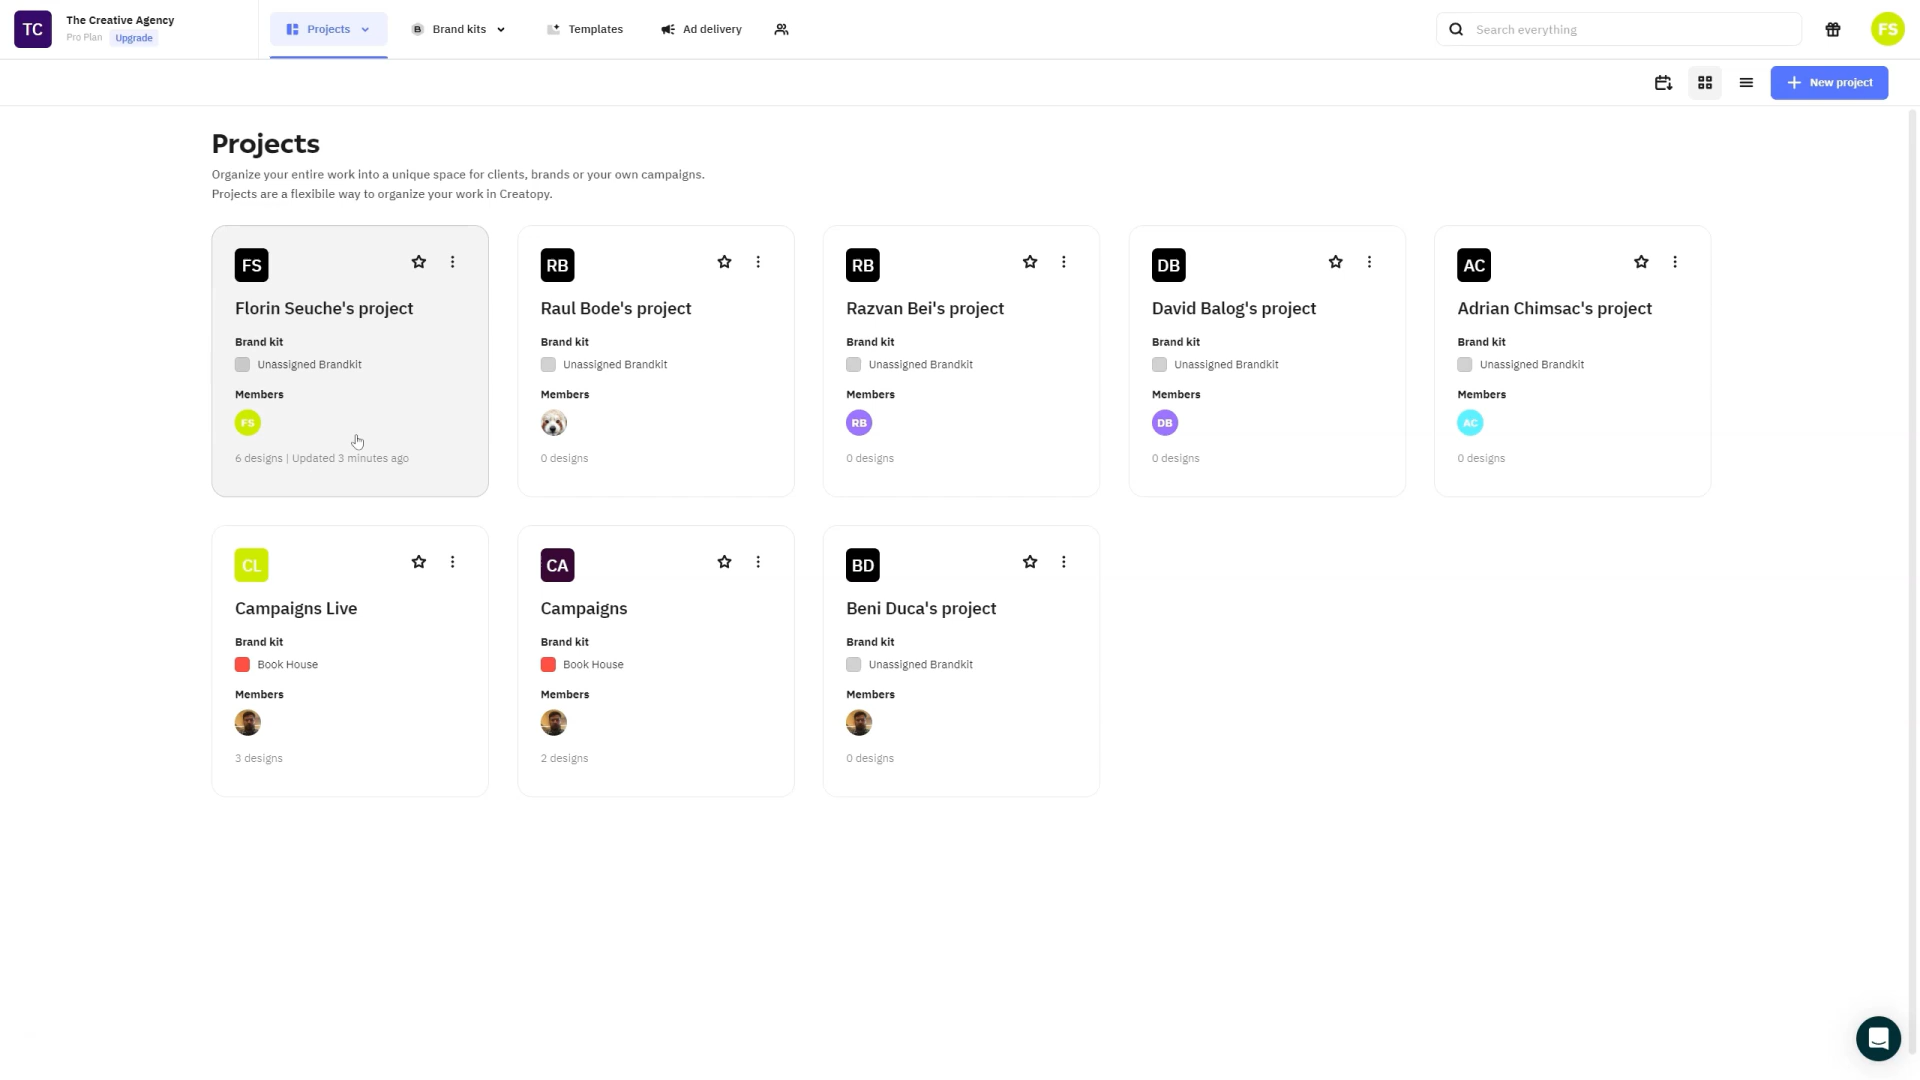 TC
The Creative Agency
Pro Plan Upgrade
Projects
B Brand kits
Templates
Ad delivery
Search everything
FS
New project
Projects
Organize your entire work into a unique space for clients, brands or your own campaigns.
Projects are a flexibile way to organize your work in Creatopy.
FS
Florin Seuche's project
Brand kit
Unassigned Brandkit
Members
FS
6 designs | Updated 3 minutes ago
RB
Raul Bode's project
Brand kit
Unassigned Brandkit
Members
0 designs
RB
Razvan Bei's project
Brand kit
Unassigned Brandkit
Members
RB
0 designs
DB
David Balog's project
Brand kit
Unassigned Brandkit
Members
DB
0 designs
AC
Adrian Chimsac's project
Brand kit
Unassigned Brandkit
Members
AC
0 designs
CL
Campaigns Live
Brand kit
Book House
Members
3 designs
CA
Campaigns
Brand kit
Book House
Members
2 designs
BD
Beni Duca's project
Brand kit
Unassigned Brandkit
Members
0 designs